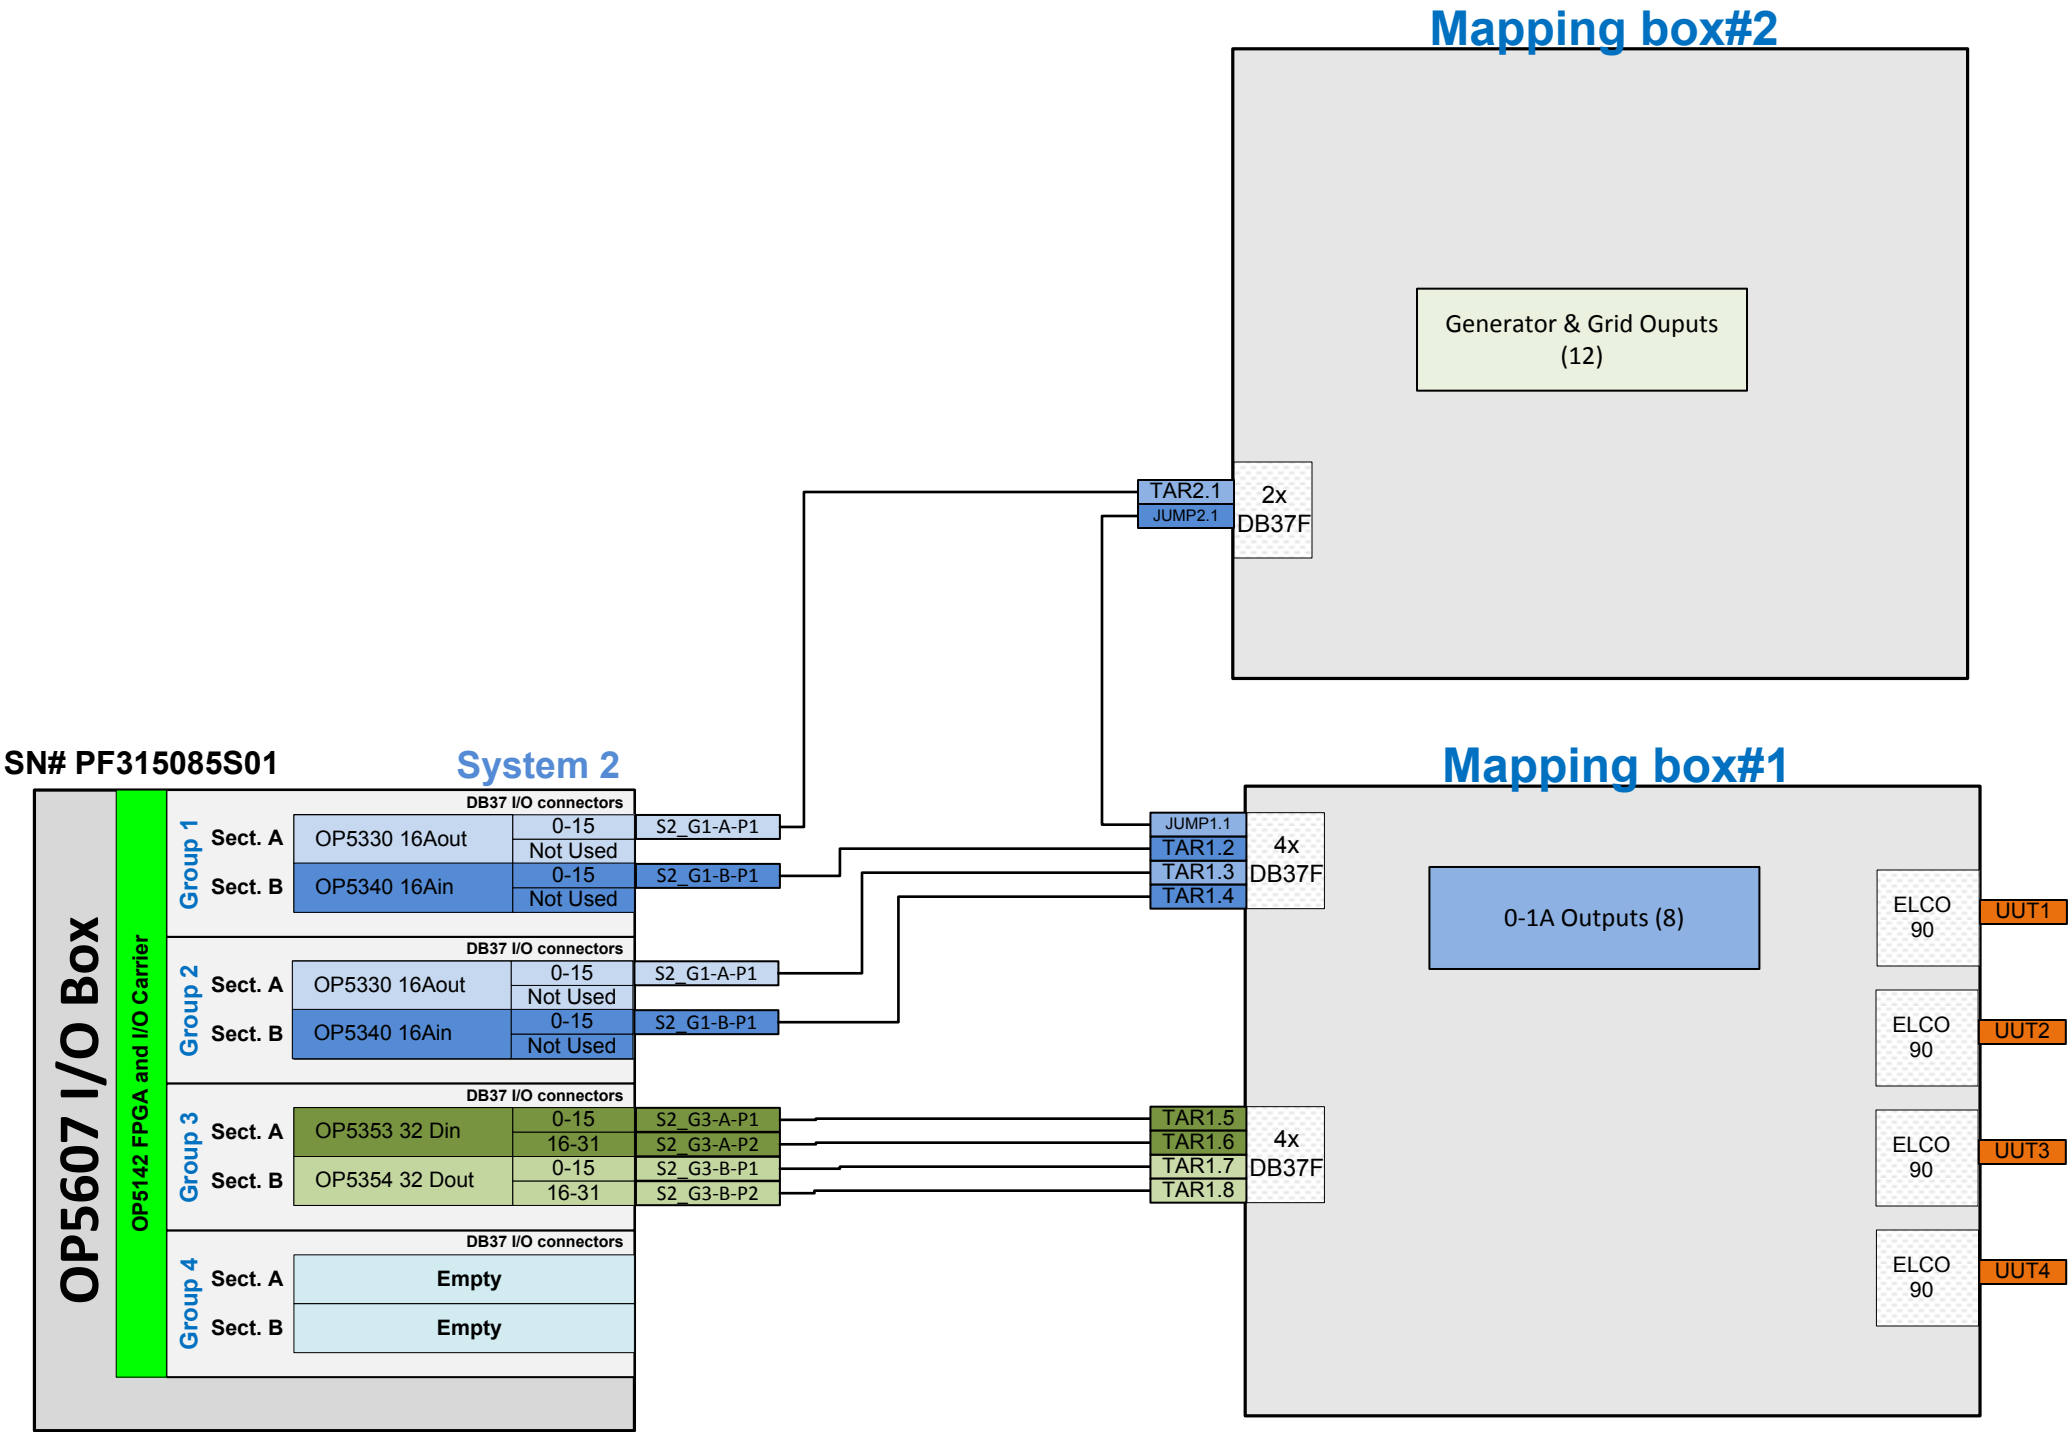 Mapping box#2
Generator & Grid Ouputs
(12)
TAR2.1
JUMP2.1
2x
DB37F
SN# PF315085S01
System 2
Mapping box#1
OP5607 I/O Box
OP5142 FPGA and I/O Carrier
Group 1
DB37 I/O connectors
Sect. A
OP5330 16Aout
0-15
S2_G1-A-P1
Not Used
Sect. B
OP5340 16Ain
0-15
S2_G1-B-P1
Not Used
Group 2
DB37 I/O connectors
Sect. A
OP5330 16Aout
0-15
S2_G1-A-P1
Not Used
Sect. B
OP5340 16Ain
0-15
S2_G1-B-P1
Not Used
Group 3
DB37 I/O connectors
Sect. A
OP5353 32 Din
0-15
S2_G3-A-P1
16-31
S2_G3-A-P2
Sect. B
OP5354 32 Dout
0-15
S2_G3-B-P1
16-31
S2_G3-B-P2
Group 4
DB37 I/O connectors
Sect. A
Empty
Sect. B
Empty
JUMP1.1
TAR1.2
TAR1.3
TAR1.4
4x
DB37F
TAR1.5
TAR1.6
TAR1.7
TAR1.8
4x
DB37F
0-1A Outputs (8)
ELCO
90
UUT1
ELCO
90
UUT2
ELCO
90
UUT3
ELCO
90
UUT4